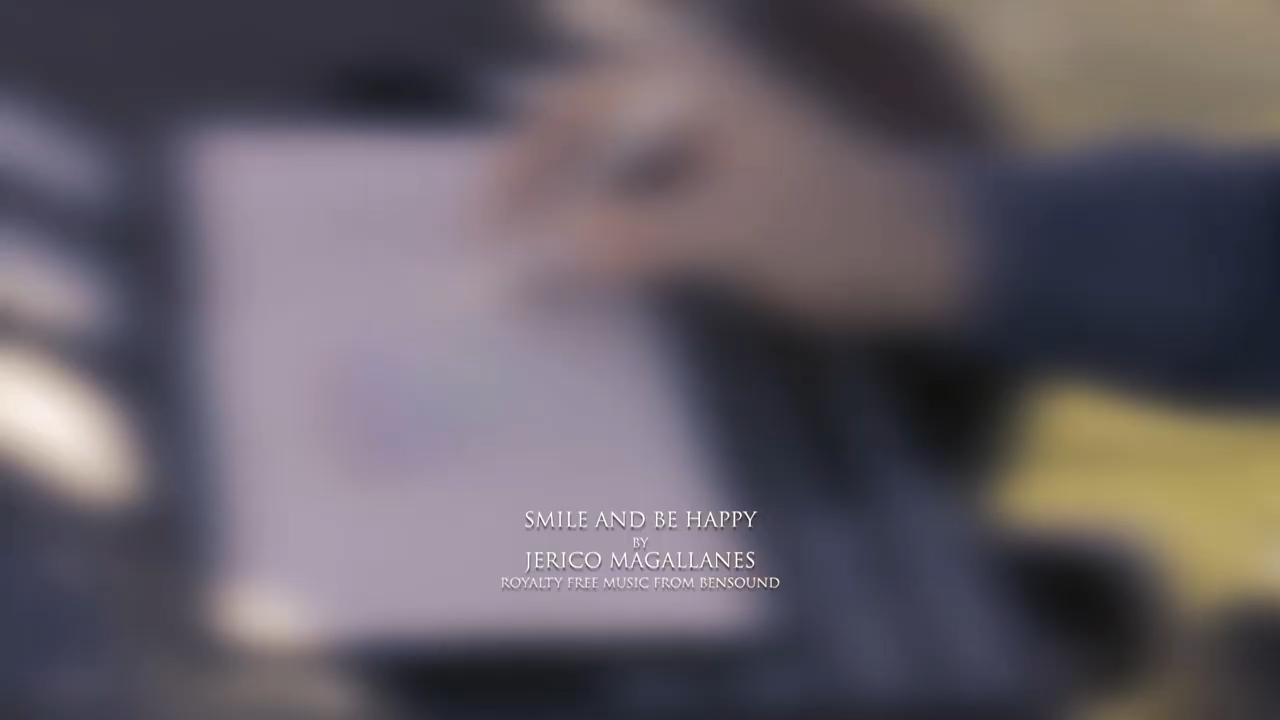 SMILE AND BE HAPPY
BY
JERICO MAGALLANES
ROYALTY FREE MUSIC FROM BENSOUND